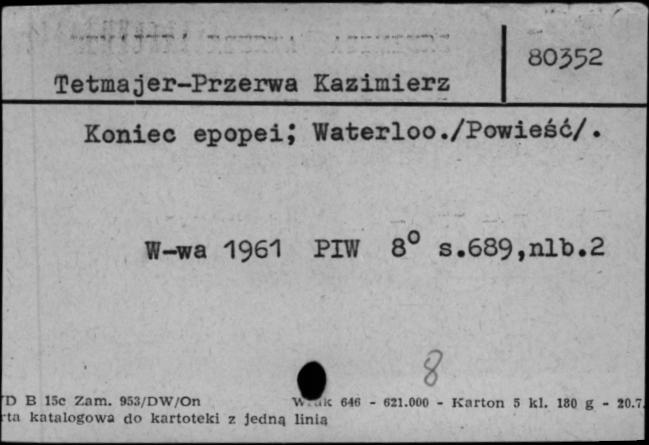 80352
Tetmajer-Przerwa Kazimierz
Koniec epopei; Waterloo./Powieść/.
W-wa 1961 PIW 8° s.689,nlb.2
8
D B 15c Zam. 953/DW/On 646 - 621.000 - Karton 5 kl. 180 g - 20.7.
rta katalogowa do kartoteki z jedną linią